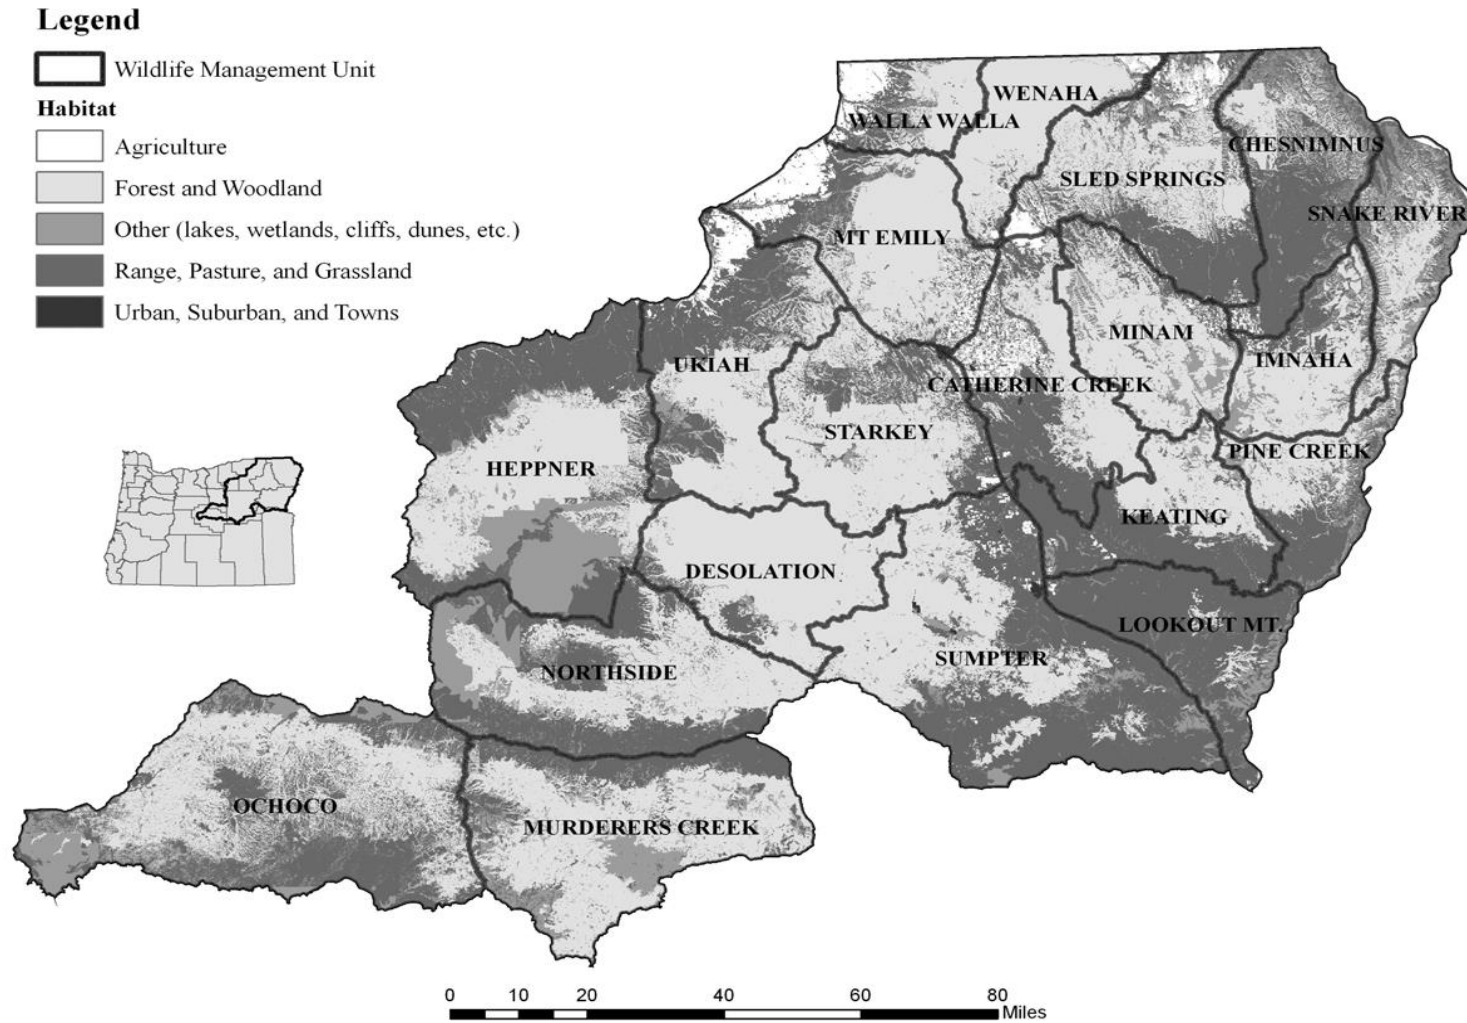 Legend
Wildlife Management Unit
Habitat
Agriculture
Forest and Woodland
Other (lakes, wetlands, cliffs, dunes, etc.)
Range, Pasture, and Grassland
Urban, Suburban, and Towns
WENAHA
WALLA WALLA
CHESNIMNUS
SLED SPRINGS
SNAKE RIVER
MT EMILY
MINAM
IMNAHA
UKIAH
CATHERINE CREEK
STARKEY
PINE CREEK
HEPPNER
KEATING
DESOLATION
LOOKOUT MT.
SUMPTER
NORTHSIDE
OCHOCO
MURDERERS CREEK
0 10 20 40 60 80
Miles